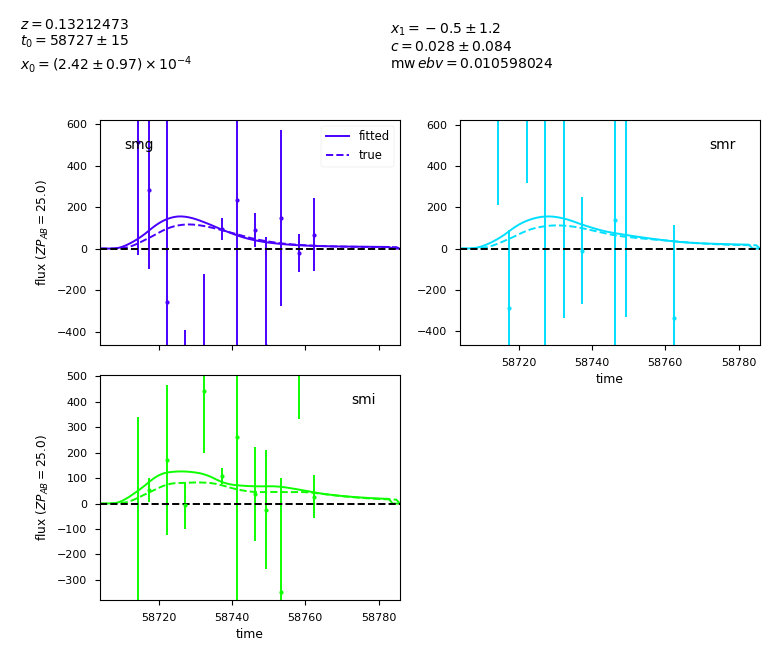 z = 0.13212473
t₀ = 58727 ± 15
x₀ = (2.42 ± 0.97) × 10⁻⁴
x₁ = −0.5 ± 1.2
c = 0.028 ± 0.084
mw ebv = 0.010598024
smg
fitted
true
600
400
200
0
−200
−400
flux (ZP_AB = 25.0)
smr
600
400
200
0
−200
−400
58720 58740 58760 58780
time
smi
500
400
300
200
100
0
−100
−200
−300
flux (ZP_AB = 25.0)
58720 58740 58760 58780
time